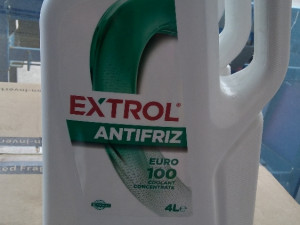 EXTROL®
ANTIFRIZ
EURO
100
COOLANT
CONCENTRATE
4L℮